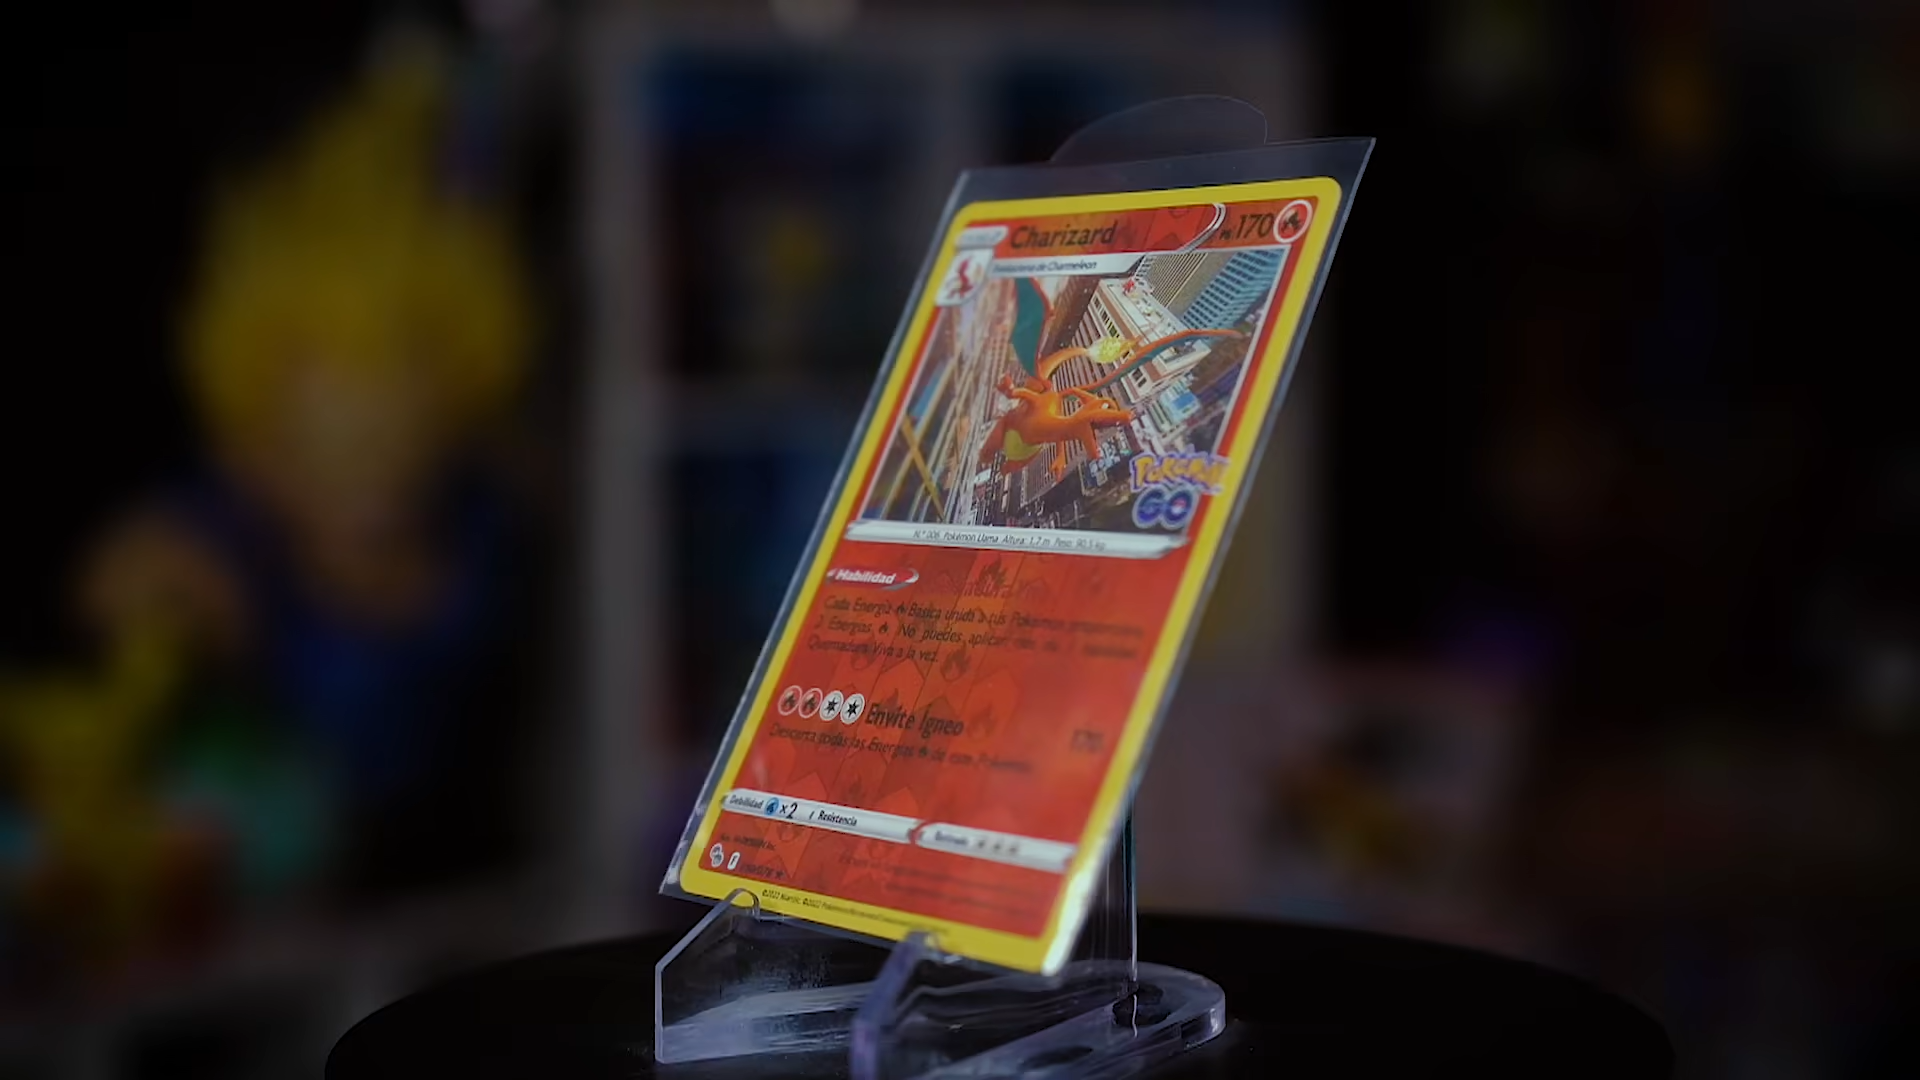 Charizard
170
Evoluciona de Charmeleon
POKÉMON
GO
N.º 006 Pokémon Llama Altura: 1,7 m Peso: 90,5 kg
Habilidad
Cada Energía Básica unida a tus Pokémon
2 Energías No puedes aplicar
Quemadura Viva a la vez.
Envite Ígneo
170
Descarta todas las Energías de este Pokémon.
Debilidad ×2 Resistencia
Retirada